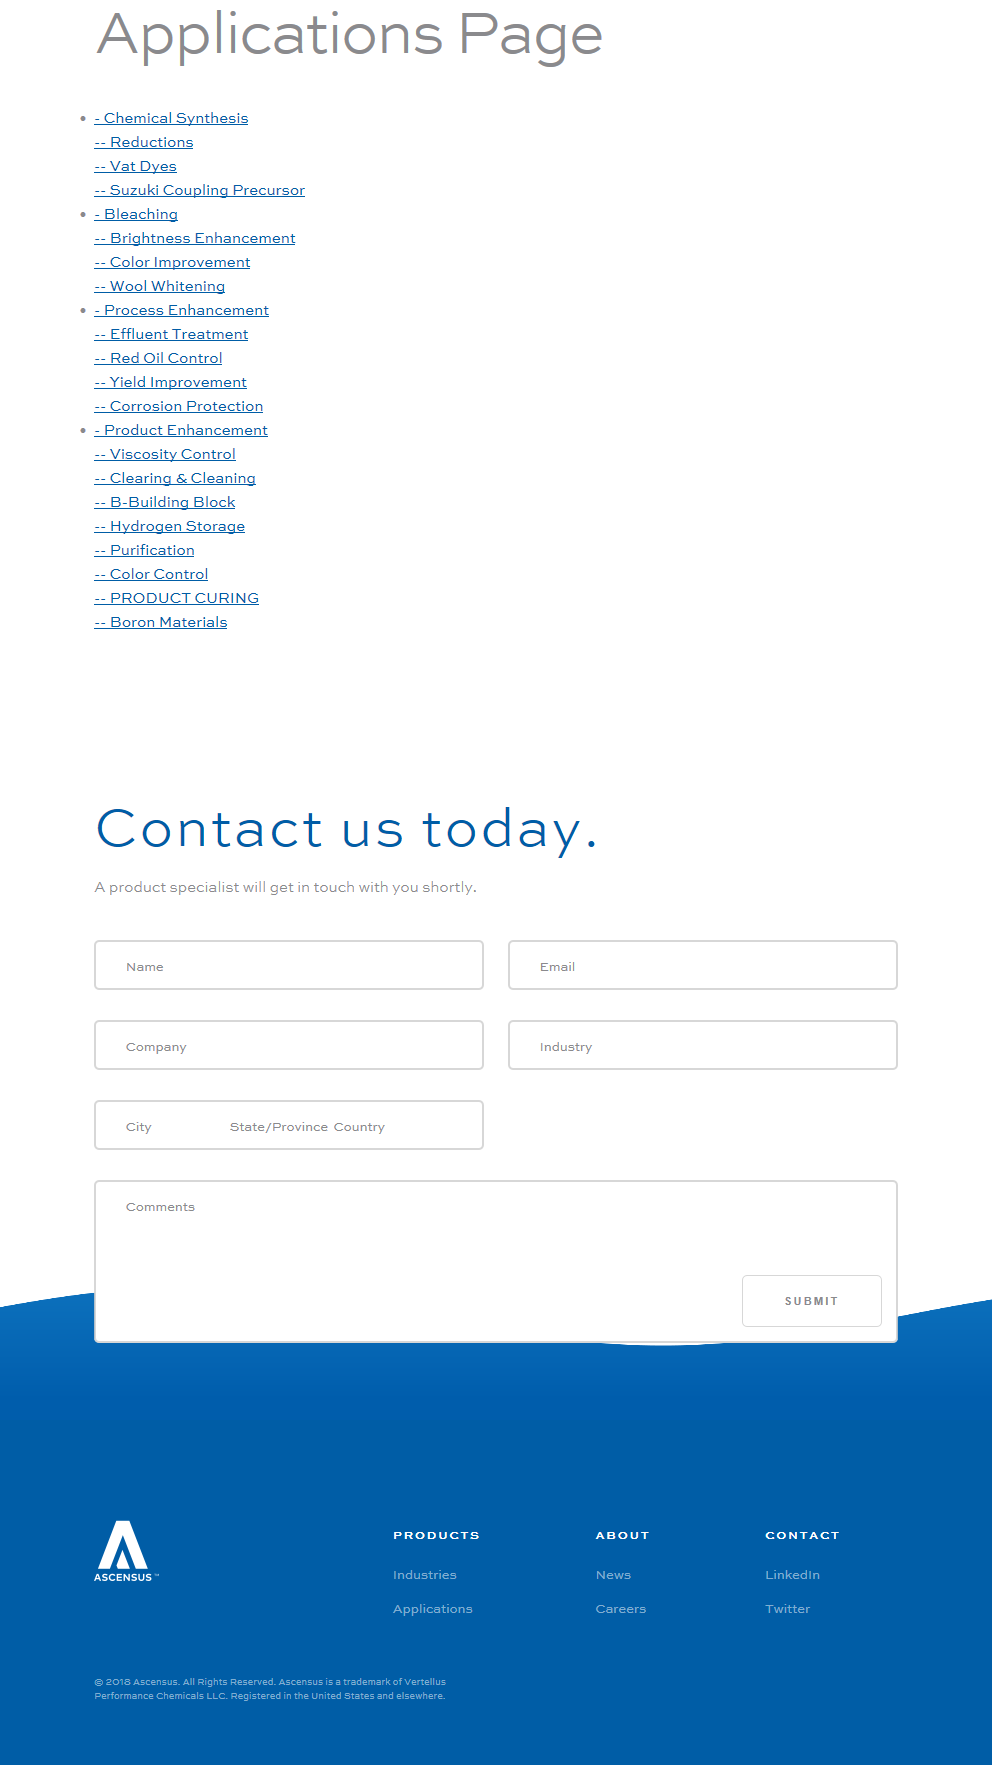 Applications Page
- Chemical Synthesis
-- Reductions
-- Vat Dyes
-- Suzuki Coupling Precursor
- Bleaching
-- Brightness Enhancement
-- Color Improvement
-- Wool Whitening
- Process Enhancement
-- Effluent Treatment
-- Red Oil Control
-- Yield Improvement
-- Corrosion Protection
- Product Enhancement
-- Viscosity Control
-- Clearing & Cleaning
-- B-Building Block
-- Hydrogen Storage
-- Purification
-- Color Control
-- PRODUCT CURING
-- Boron Materials
Contact us today.
A product specialist will get in touch with you shortly.
Name
Email
Company
Industry
City State/Province Country
Comments
SUBMIT
ASCENSUS™
PRODUCTS
Industries
Applications
ABOUT
News
Careers
CONTACT
LinkedIn
Twitter
© 2018 Ascensus. All Rights Reserved. Ascensus is a trademark of Vertellus
Performance Chemicals LLC. Registered in the United States and elsewhere.